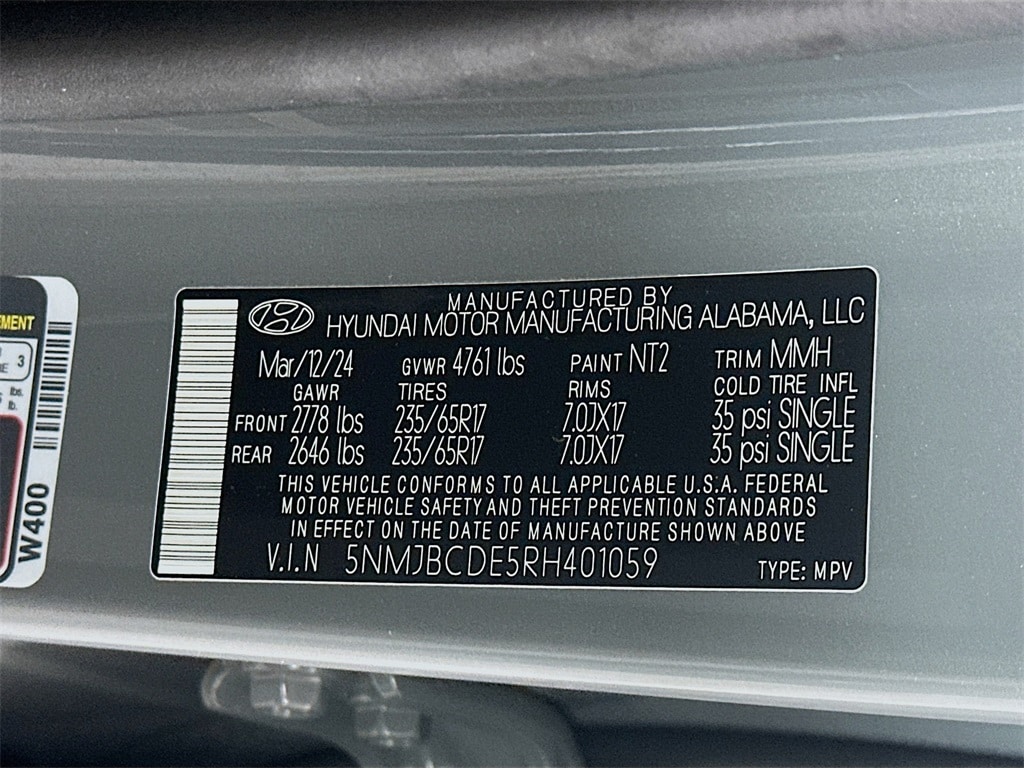 MANUFACTURED BY
HYUNDAI MOTOR MANUFACTURING ALABAMA, LLC
Mar/12/24 GVWR 4761 lbs PAINT NT2 TRIM MMH
GAWR TIRES RIMS COLD TIRE INFL
FRONT 2778 lbs 235/65R17 7.0JX17 35 psi SINGLE
REAR 2646 lbs 235/65R17 7.0JX17 35 psi SINGLE
THIS VEHICLE CONFORMS TO ALL APPLICABLE U.S.A. FEDERAL
MOTOR VEHICLE SAFETY AND THEFT PREVENTION STANDARDS
IN EFFECT ON THE DATE OF MANUFACTURE SHOWN ABOVE
V.I.N 5NMJBCDE5RH401059 TYPE: MPV
3
lbs.
lb.
W400